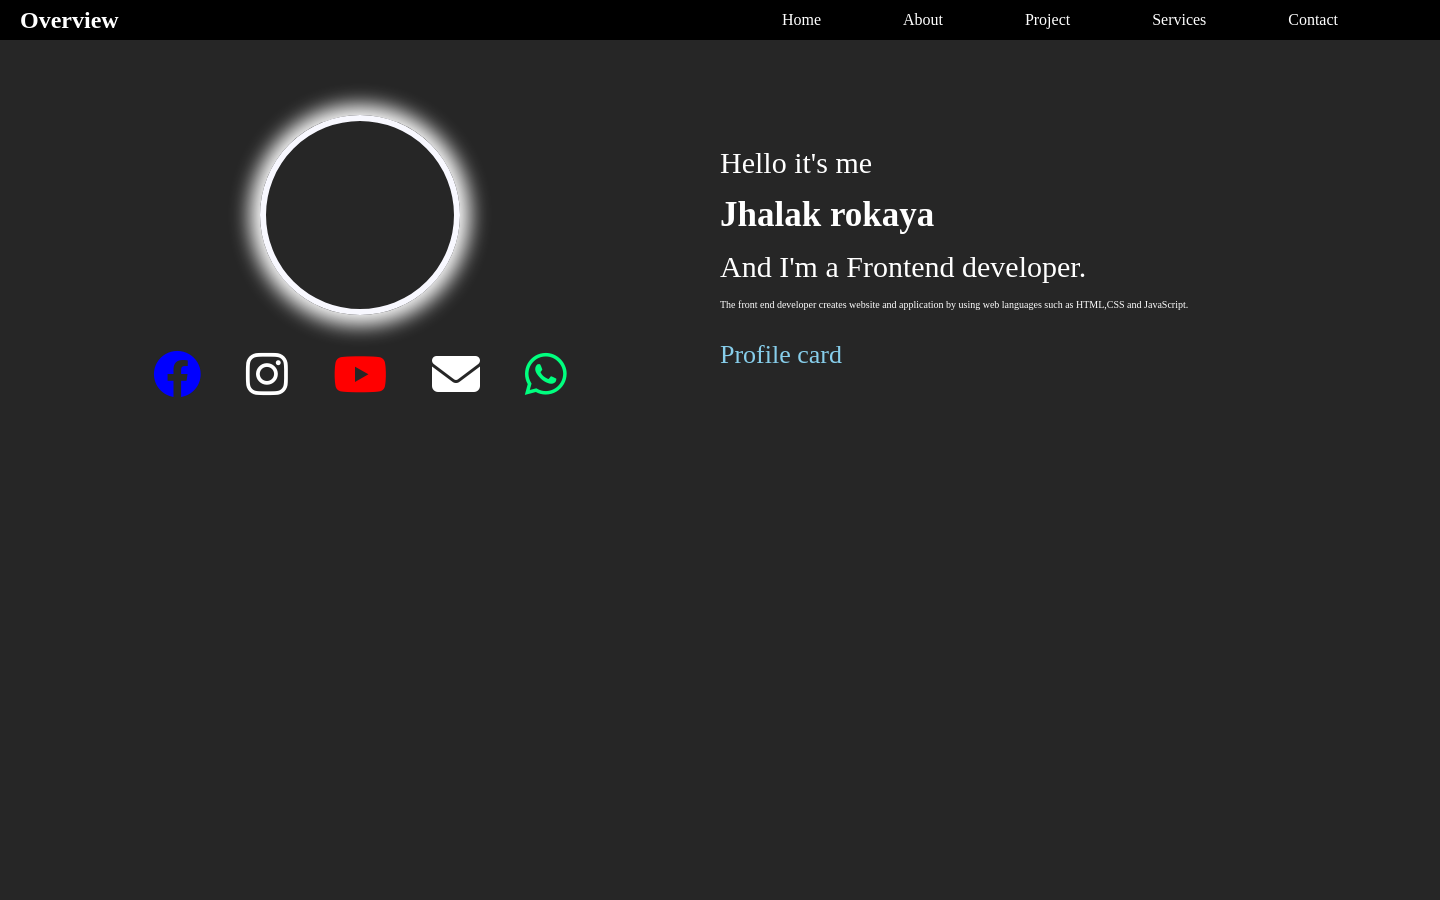 Overview
Home About Project Services Contact
Hello it's me
Jhalak rokaya
And I'm a Frontend developer.
The front end developer creates website and application by using web languages such as HTML,CSS and JavaScript.
Profile card